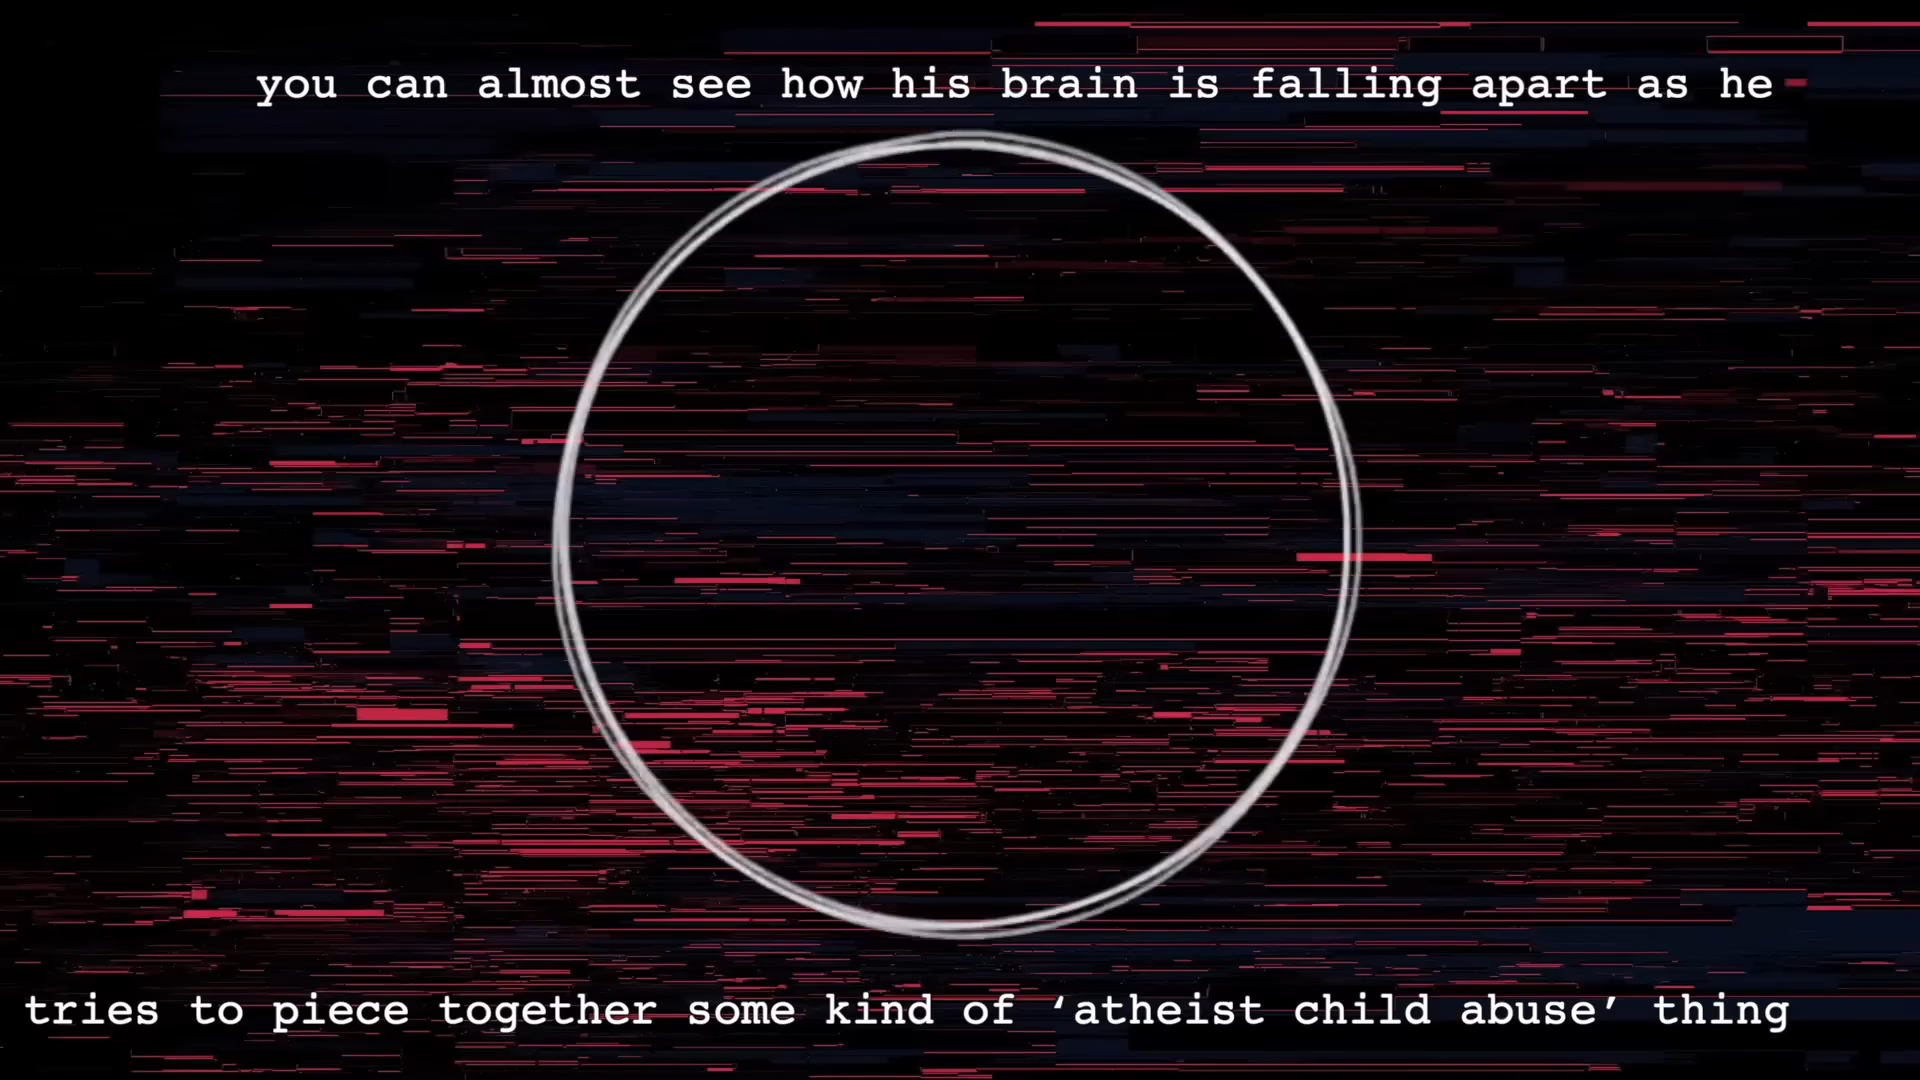 you can almost see how his brain is falling apart as he
tries to piece together some kind of ‘atheist child abuse’ thing